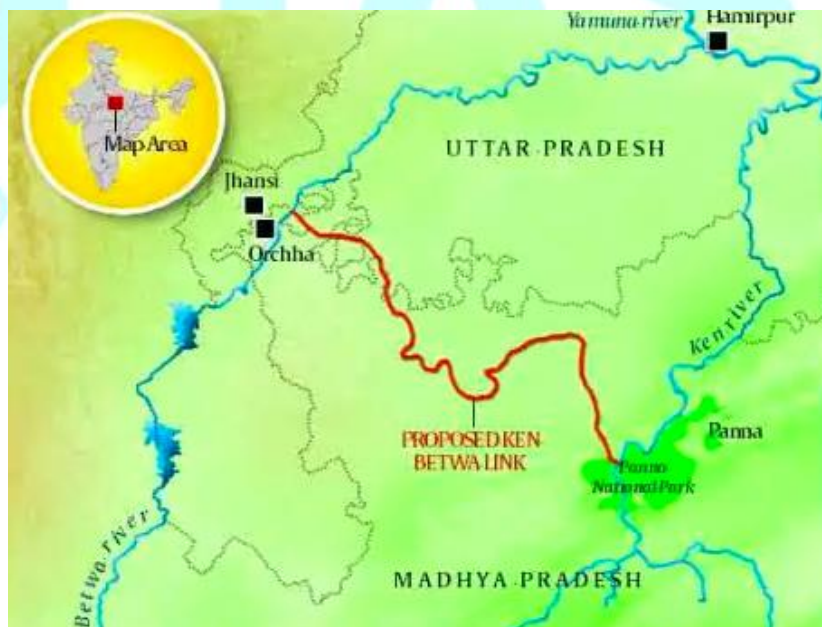 Yamuna river
Hamirpur
Map Area
UTTAR PRADESH
Jhansi
Orchha
Ken river
PROPOSED KEN
BETWA LINK
Panna
Panna
National Park
Betwa river
MADHYA PRADESH